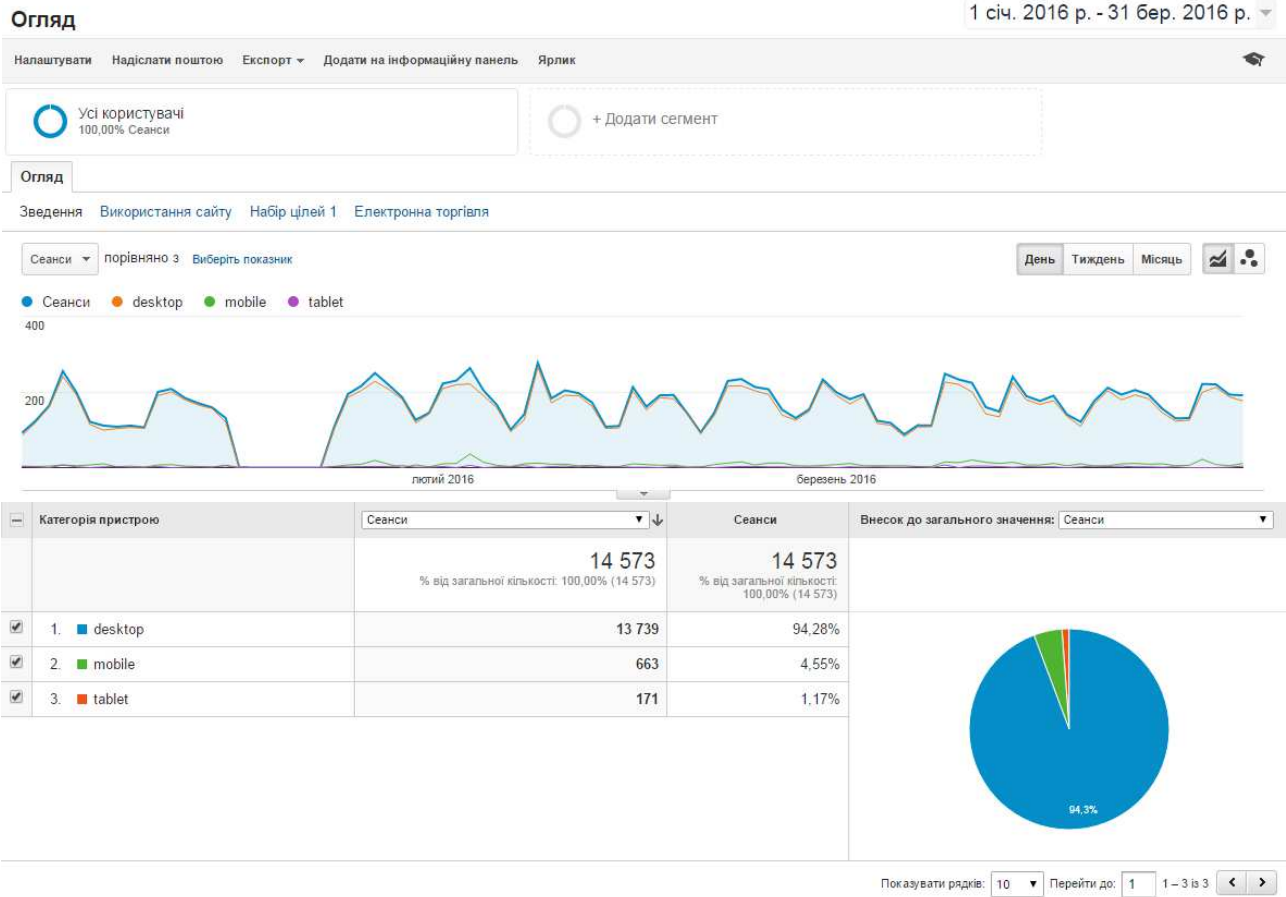 Огляд
1 січ. 2016 р. - 31 бер. 2016 р.
Налаштувати Надіслати поштою Експорт Додати на інформаційну панель Ярлик
Усі користувачі
100,00% Сеанси
+ Додати сегмент
Огляд
Зведення Використання сайту Набір цілей 1 Електронна торгівля
Сеанси порівняно з Виберіть показник
День Тиждень Місяць
Сеанси desktop mobile tablet
400
200
лютий 2016 березень 2016
Категорія пристрою Сеанси Сеанси Внесок до загального значення: Сеанси
14 573 14 573
% від загальної кількості: 100,00% (14 573) % від загальної кількості:
100,00% (14 573)
1. desktop 13 739 94,28%
2. mobile 663 4,55%
3. tablet 171 1,17%
94,3%
Показувати рядків: 10 Перейти до: 1 1 – 3 із 3